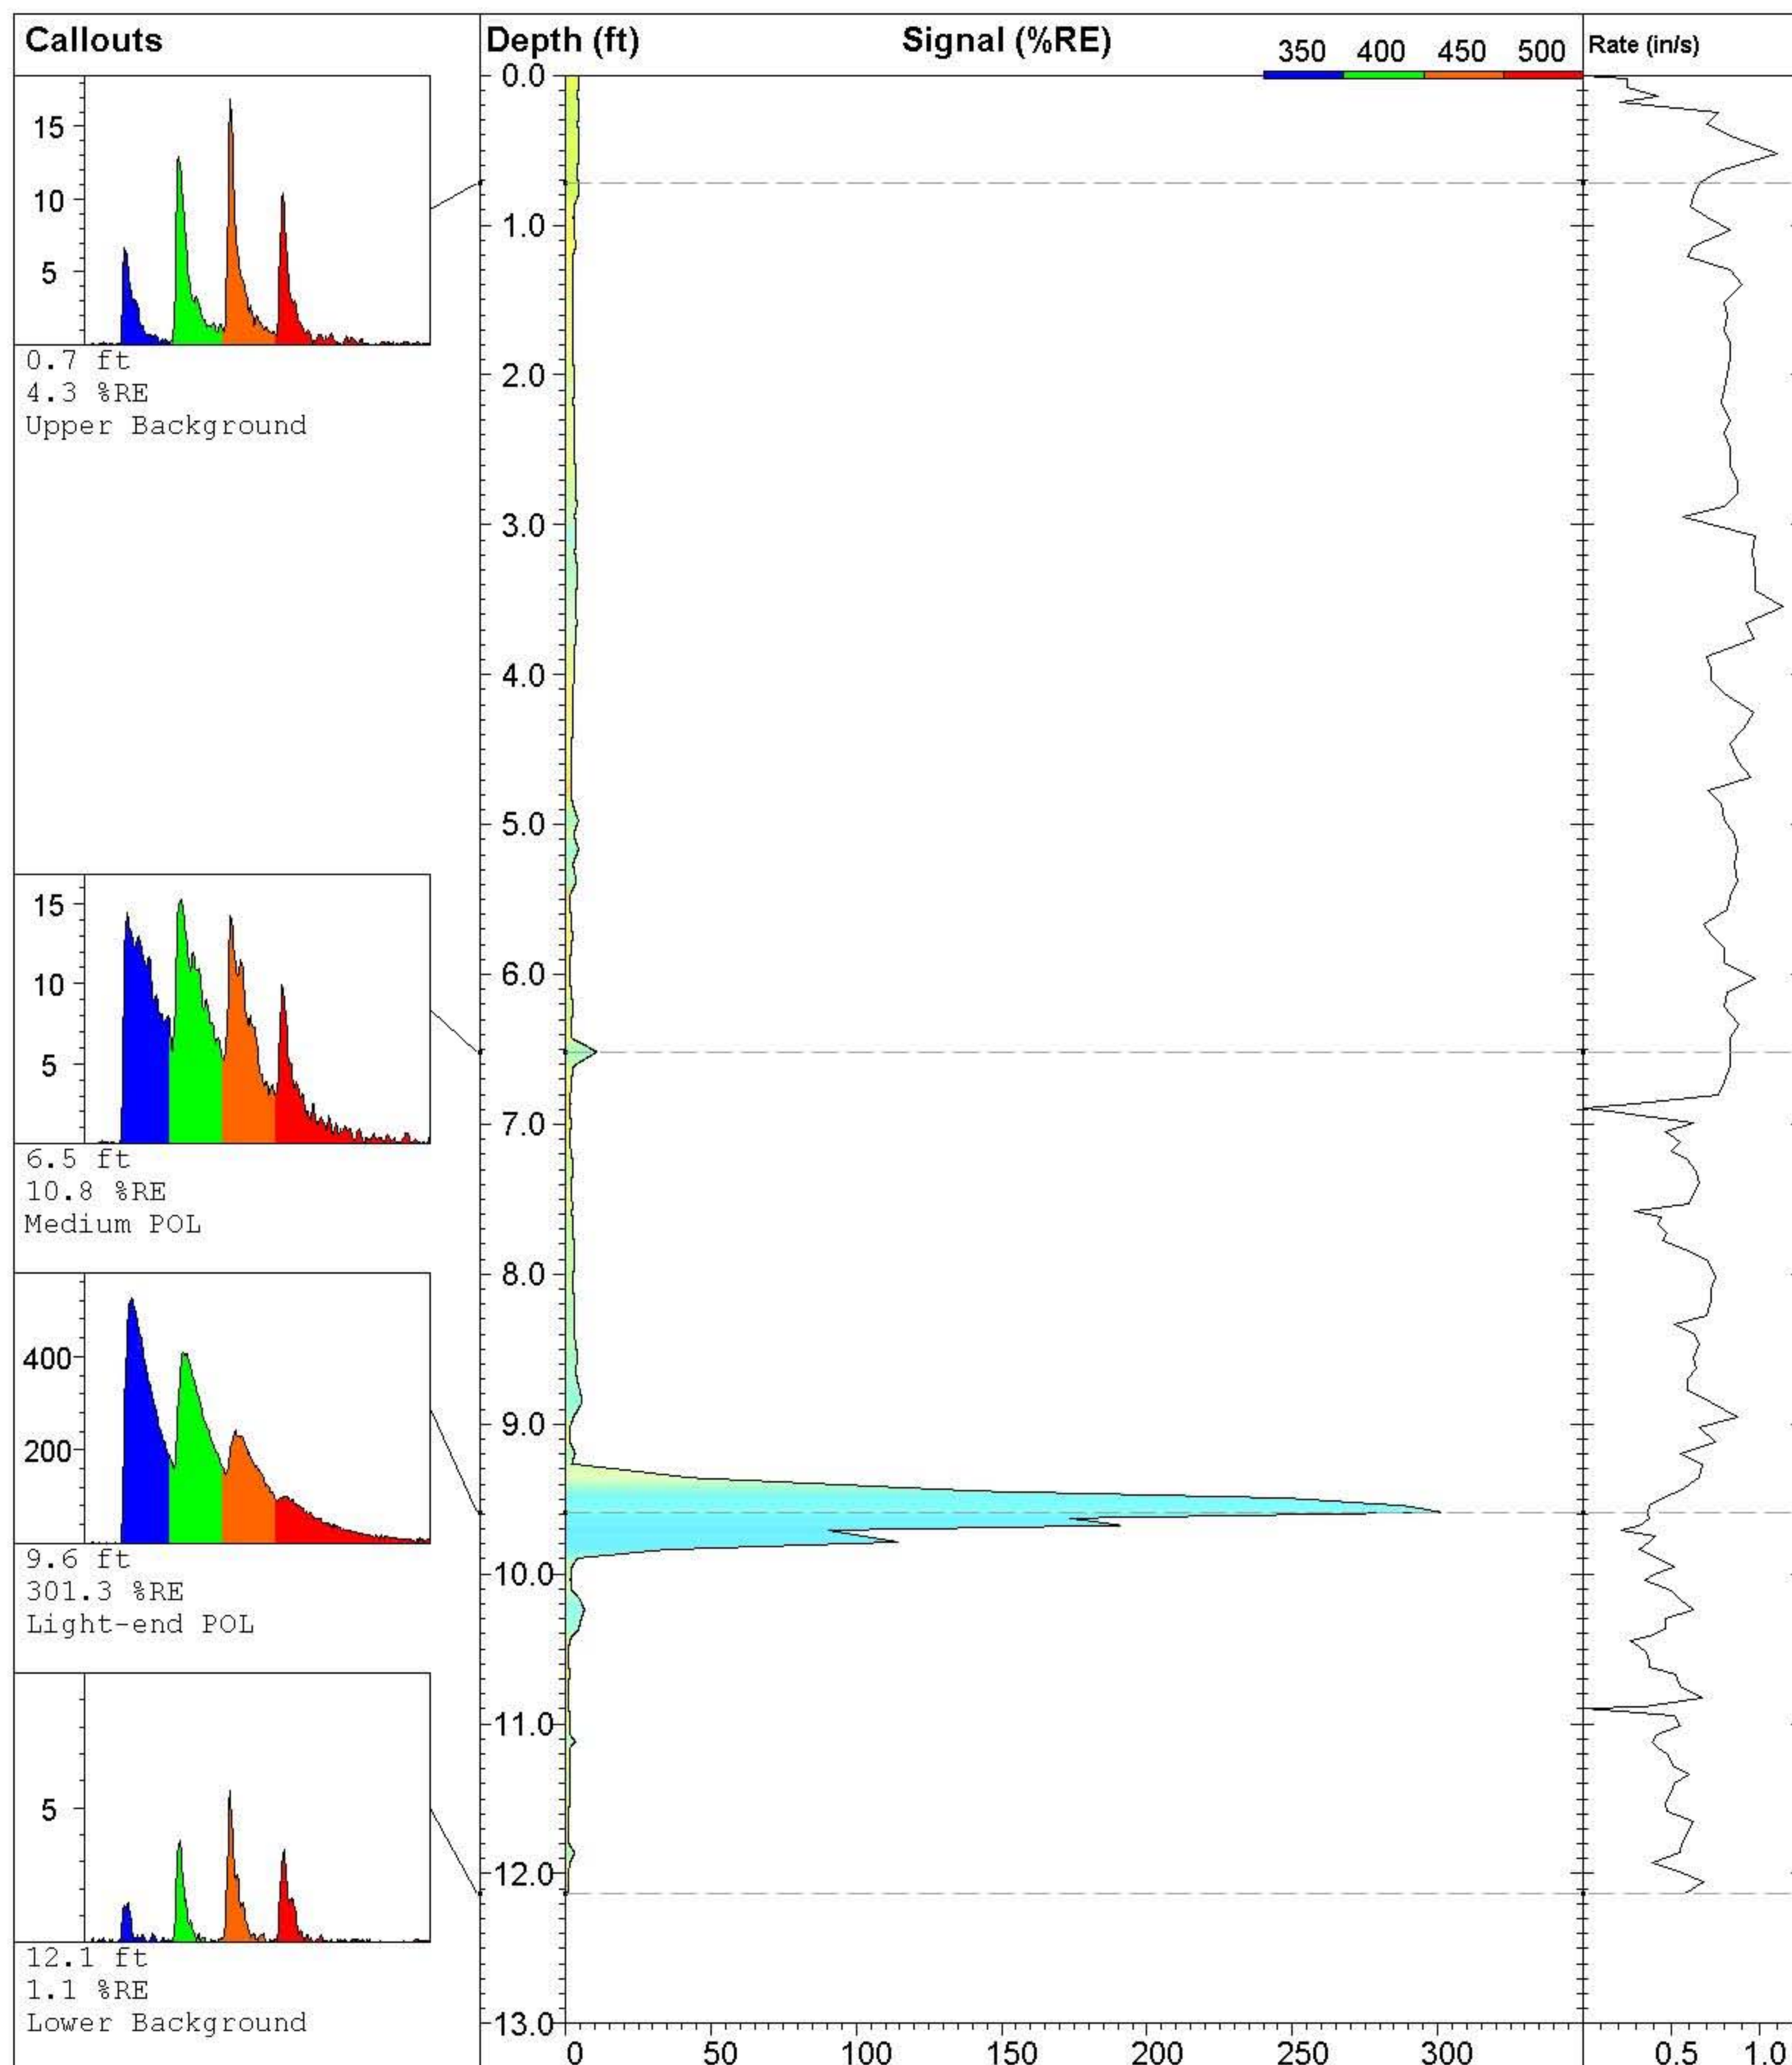 Callouts
Depth (ft)
Signal (%RE)
350 400 450 500
Rate (in/s)
15
10
5
0.7 ft
4.3 %RE
Upper Background
15
10
5
6.5 ft
10.8 %RE
Medium POL
400
200
9.6 ft
301.3 %RE
Light-end POL
5
12.1 ft
1.1 %RE
Lower Background
0.0
1.0
2.0
3.0
4.0
5.0
6.0
7.0
8.0
9.0
10.0
11.0
12.0
13.0
0 50 100 150 200 250 300
0.5 1.0